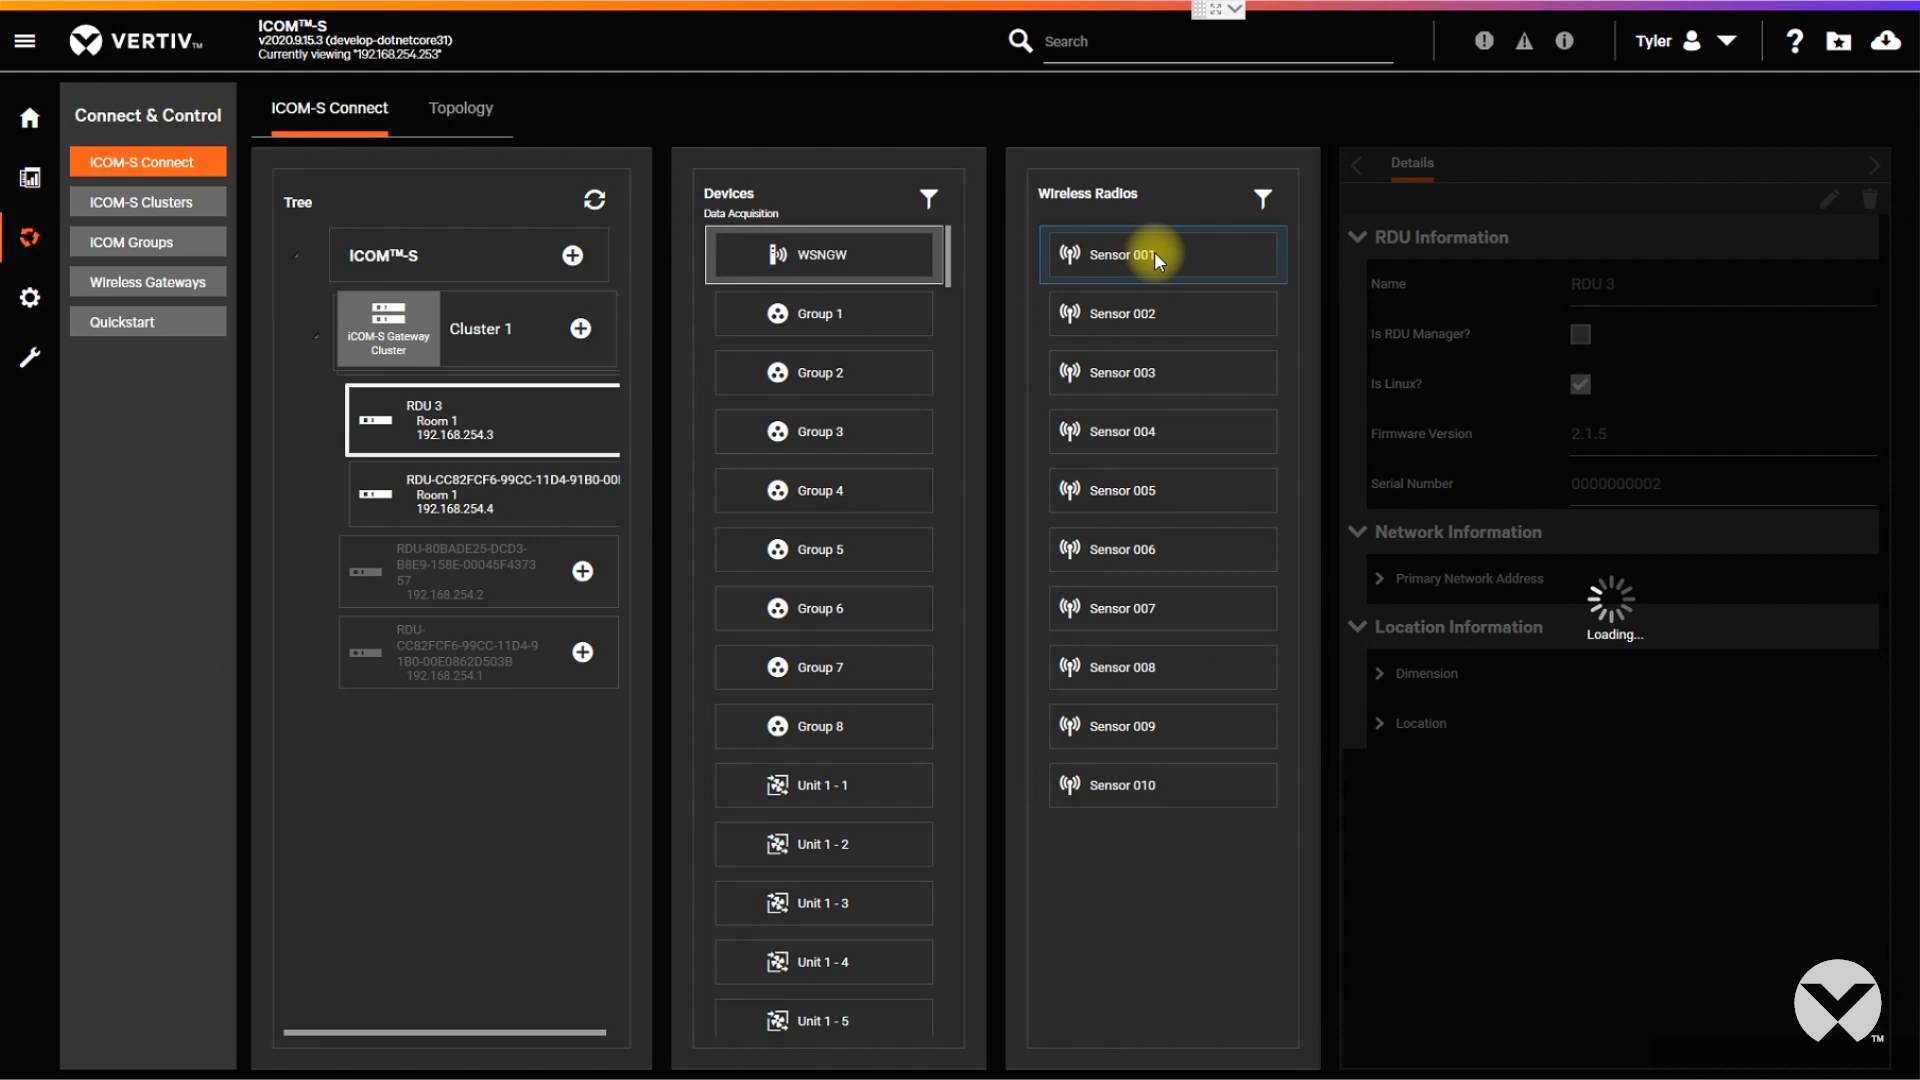 VERTIV™
ICOM™-S
v2020.9.15.3 (develop-dotnetcore31)
Currently viewing "192.168.254.253"
Search
Tyler
?
Connect & Control
ICOM-S Connect
ICOM-S Clusters
ICOM Groups
Wireless Gateways
Quickstart
ICOM-S Connect
Topology
Tree
ICOM™-S
iCOM-S Gateway
Cluster
Cluster 1
RDU 3
Room 1
192.168.254.3
RDU-CC82FCF6-99CC-11D4-91B0-00
Room 1
192.168.254.4
RDU-80BADE25-DCD3-
B8E9-158E-00045F4373
57
192.168.254.2
RDU-
CC82FCF6-99CC-11D4-9
1B0-00E0862D503B
192.168.254.1
Devices
Data Acquisition
WSNGW
Group 1
Group 2
Group 3
Group 4
Group 5
Group 6
Group 7
Group 8
Unit 1 - 1
Unit 1 - 2
Unit 1 - 3
Unit 1 - 4
Unit 1 - 5
Wireless Radios
Sensor 001
Sensor 002
Sensor 003
Sensor 004
Sensor 005
Sensor 006
Sensor 007
Sensor 008
Sensor 009
Sensor 010
Details
RDU Information
Name
RDU 3
Is RDU Manager?
Is Linux?
Firmware Version
2.1.5
Serial Number
0000000002
Network Information
Primary Network Address
Location Information
Loading...
Dimension
Location
TM